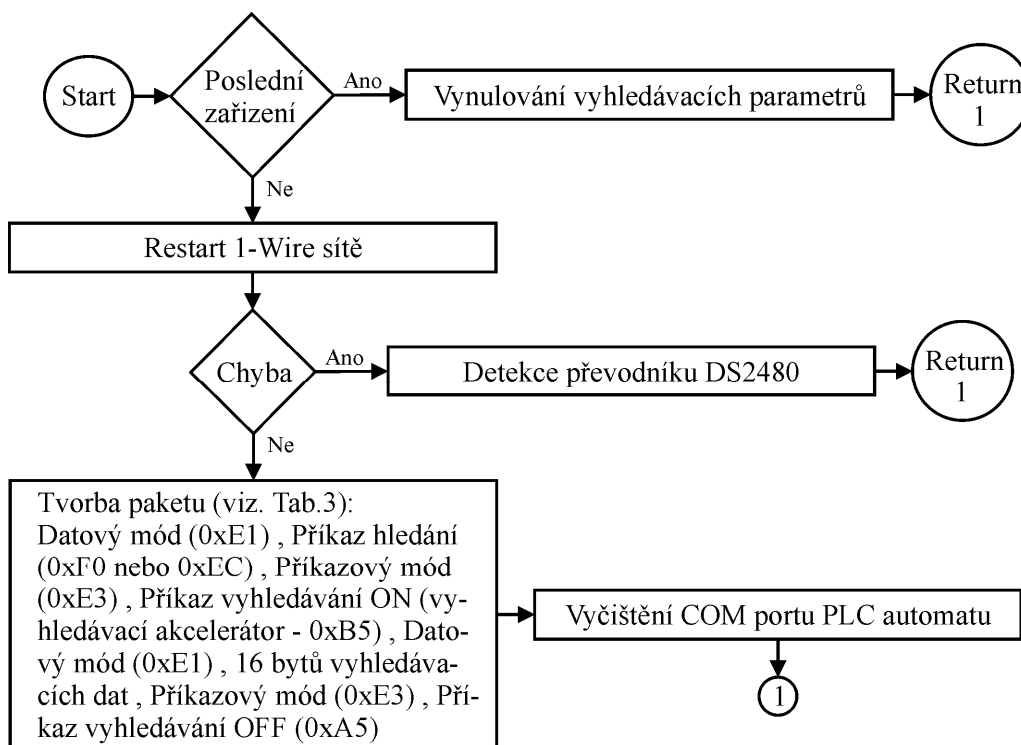 Start
Poslední
zařizení
Ano
Vynulování vyhledávacích parametrů
Return
1
Ne
Restart 1-Wire sítě
Chyba
Ano
Detekce převodníku DS2480
Return
1
Ne
Tvorba paketu (viz. Tab.3):
Datový mód (0xE1) , Příkaz hledání
(0xF0 nebo 0xEC) , Příkazový mód
(0xE3) , Příkaz vyhledávání ON (vy-
hledávací akcelerátor - 0xB5) , Dato-
vý mód (0xE1) , 16 bytů vyhledáva-
cích dat , Příkazový mód (0xE3) , Pří-
kaz vyhledávání OFF (0xA5)
Vyčištění COM portu PLC automatu
1